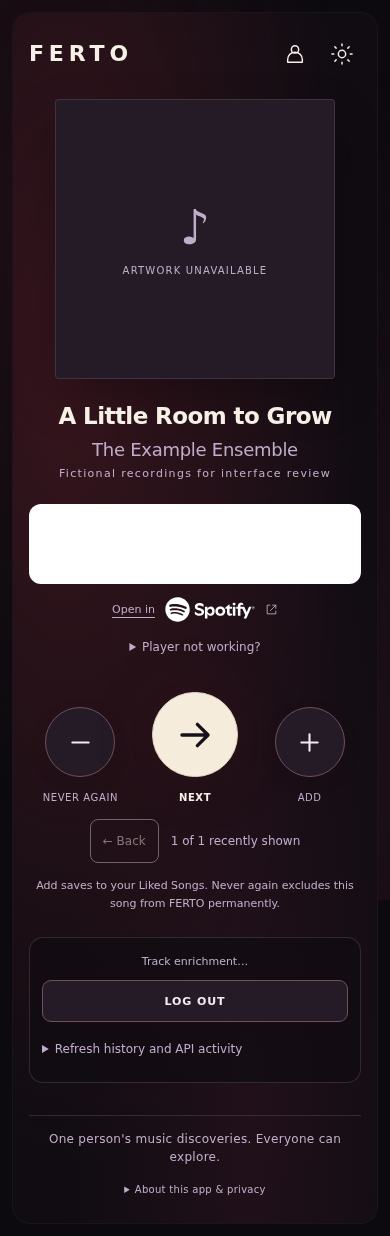 FERTO
ARTWORK UNAVAILABLE
A Little Room to Grow
The Example Ensemble
Fictional recordings for interface review
Open in Spotify
Player not working?
NEVER AGAIN
NEXT
ADD
← Back
1 of 1 recently shown
Add saves to your Liked Songs. Never again excludes this
song from FERTO permanently.
Track enrichment…
LOG OUT
Refresh history and API activity
One person's music discoveries. Everyone can
explore.
About this app & privacy